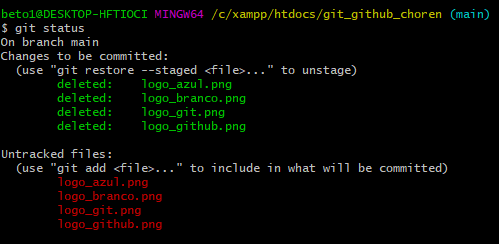 beto1@DESKTOP-HFTIOCI MINGW64 /c/xampp/htdocs/git_github_choren (main)
$ git status
On branch main
Changes to be committed:
  (use "git restore --staged <file>..." to unstage)
        deleted:    logo_azul.png
        deleted:    logo_branco.png
        deleted:    logo_git.png
        deleted:    logo_github.png

Untracked files:
  (use "git add <file>..." to include in what will be committed)
        logo_azul.png
        logo_branco.png
        logo_git.png
        logo_github.png